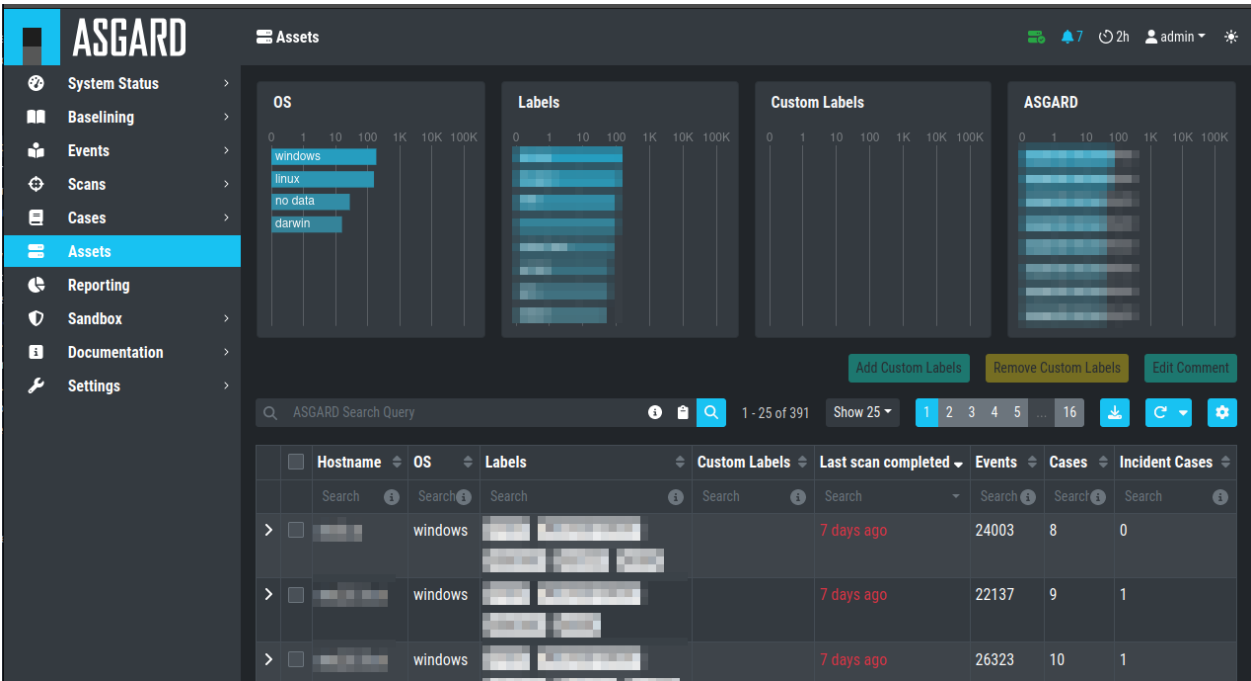 ASGARD
Assets
7 2h admin
System Status
Baselining
Events
Scans
Cases
Assets
Reporting
Sandbox
Documentation
Settings
OS
0 1 10 100 1K 10K 100K
windows
linux
no data
darwin
Labels
0 1 10 100 1K 10K 100K
Custom Labels
0 1 10 100 1K 10K 100K
ASGARD
0 1 10 100 1K 10K 100K
Add Custom Labels Remove Custom Labels Edit Comment
ASGARD Search Query 1 - 25 of 391 Show 25 1 2 3 4 5 ... 16
Hostname OS Labels Custom Labels Last scan completed Events Cases Incident Cases
Search Search Search Search Search Search Search Search
windows 7 days ago 24003 8 0
windows 7 days ago 22137 9 1
windows 7 days ago 26323 10 1